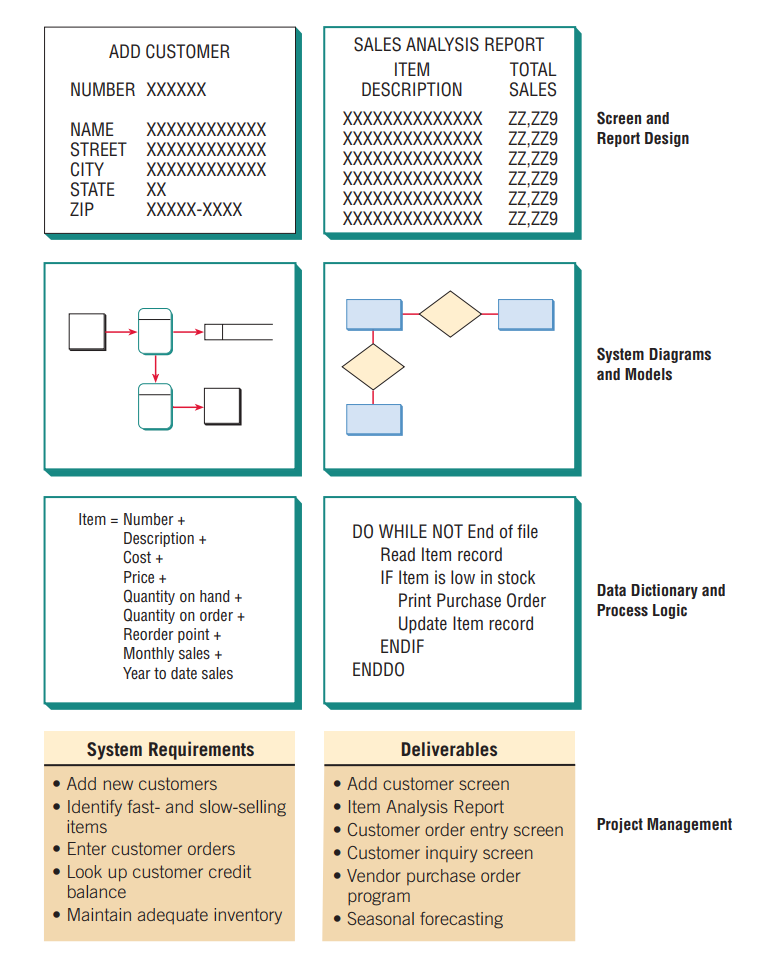 ADD CUSTOMER
NUMBER XXXXXX
NAME XXXXXXXXXXXX
STREET XXXXXXXXXXXX
CITY XXXXXXXXXXXX
STATE XX
ZIP XXXXX-XXXX
SALES ANALYSIS REPORT
ITEM TOTAL
DESCRIPTION SALES
XXXXXXXXXXXXXX ZZ,ZZ9
XXXXXXXXXXXXXX ZZ,ZZ9
XXXXXXXXXXXXXX ZZ,ZZ9
XXXXXXXXXXXXXX ZZ,ZZ9
XXXXXXXXXXXXXX ZZ,ZZ9
XXXXXXXXXXXXXX ZZ,ZZ9
Screen and
Report Design
System Diagrams
and Models
Item = Number +
Description +
Cost +
Price +
Quantity on hand +
Quantity on order +
Reorder point +
Monthly sales +
Year to date sales
DO WHILE NOT End of file
Read Item record
IF Item is low in stock
Print Purchase Order
Update Item record
ENDIF
ENDDO
Data Dictionary and
Process Logic
System Requirements
• Add new customers
• Identify fast- and slow-selling
items
• Enter customer orders
• Look up customer credit
balance
• Maintain adequate inventory
Deliverables
• Add customer screen
• Item Analysis Report
• Customer order entry screen
• Customer inquiry screen
• Vendor purchase order
program
• Seasonal forecasting
Project Management